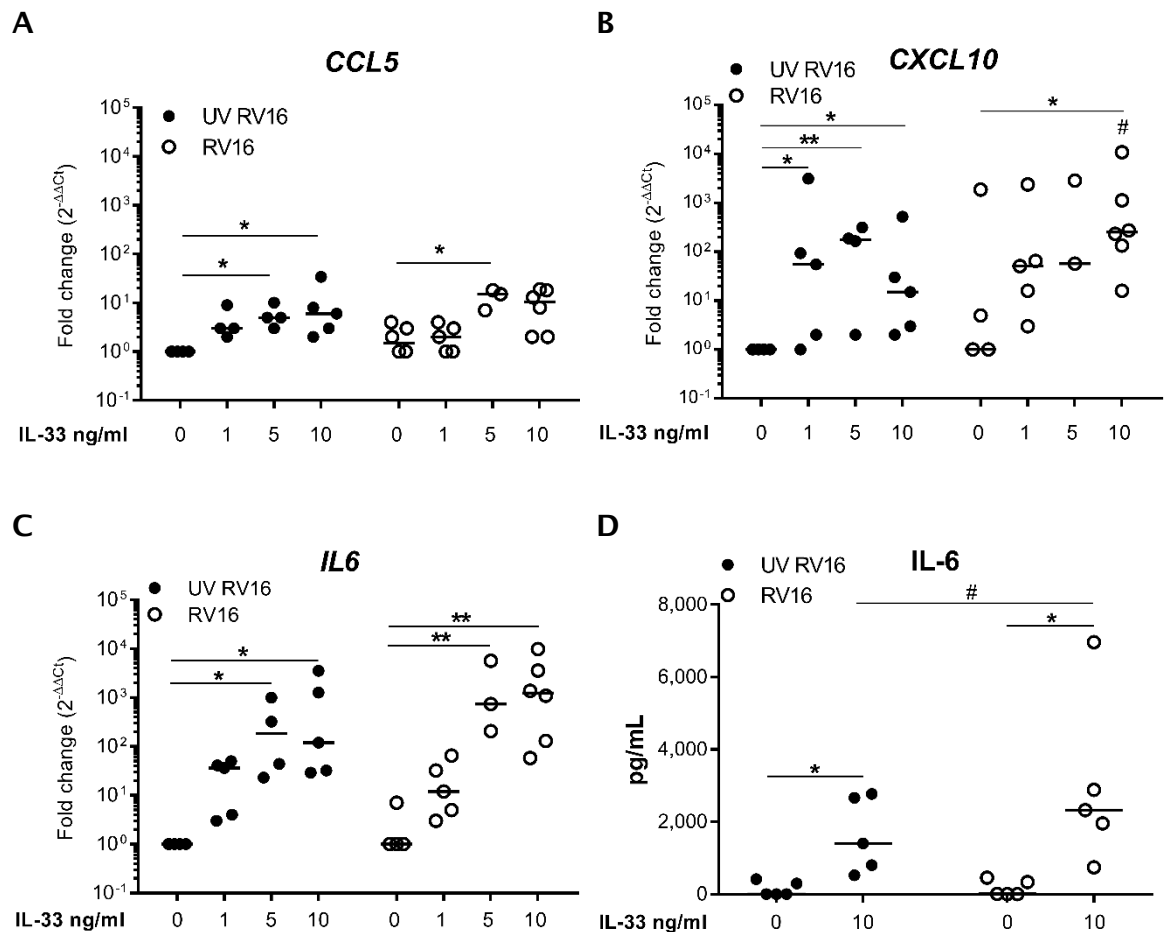 A
CCL5
UV RV16
RV16
Fold change (2^-ΔΔCt)
10^5
10^4
10^3
10^2
10^1
10^0
10^-1
*
*
*
IL-33 ng/ml 0 1 5 10 0 1 5 10
B
CXCL10
UV RV16
RV16
Fold change (2^-ΔΔCt)
10^5
10^4
10^3
10^2
10^1
10^0
10^-1
*
**
*
*
#
IL-33 ng/ml 0 1 5 10 0 1 5 10
C
IL6
UV RV16
RV16
Fold change (2^-ΔΔCt)
10^5
10^4
10^3
10^2
10^1
10^0
10^-1
*
*
**
**
IL-33 ng/ml 0 1 5 10 0 1 5 10
D
IL-6
UV RV16
RV16
pg/mL
8,000
6,000
4,000
2,000
0
#
*
*
IL-33 ng/ml 0 10 0 10